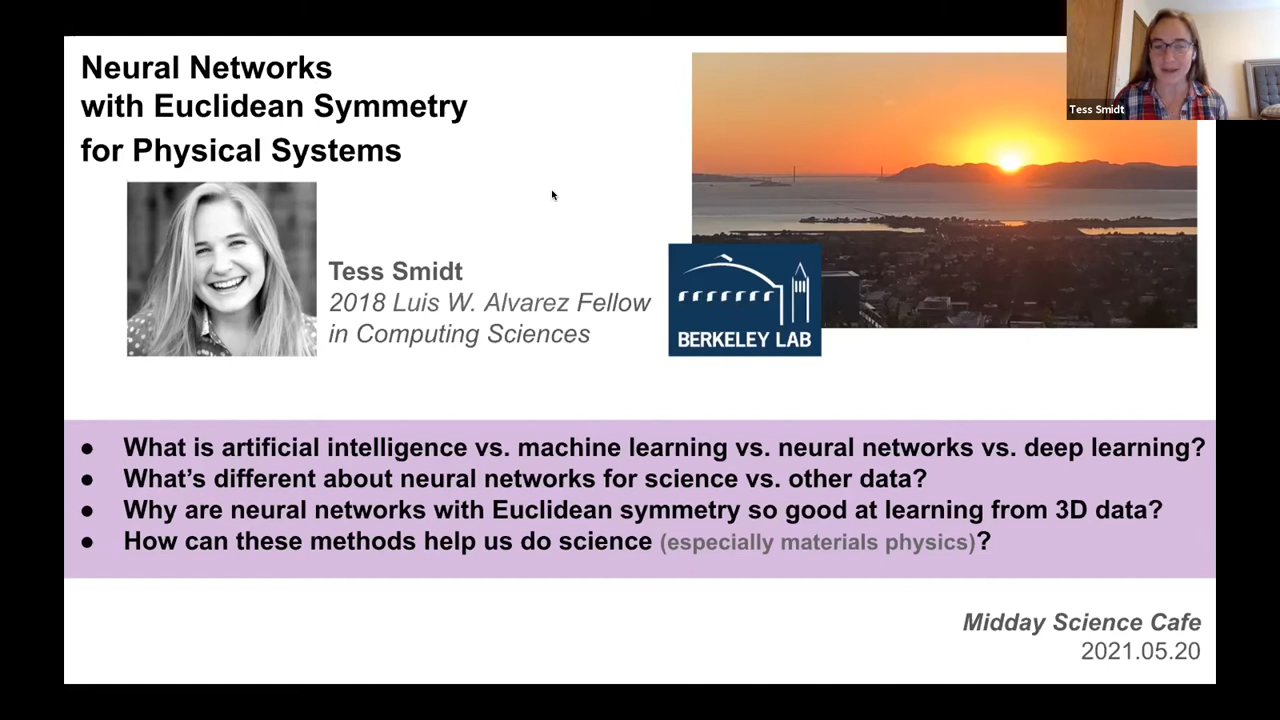 Neural Networks
with Euclidean Symmetry
for Physical Systems
Tess Smidt
Tess Smidt
2018 Luis W. Alvarez Fellow
in Computing Sciences
BERKELEY LAB
● What is artificial intelligence vs. machine learning vs. neural networks vs. deep learning?
● What’s different about neural networks for science vs. other data?
● Why are neural networks with Euclidean symmetry so good at learning from 3D data?
● How can these methods help us do science (especially materials physics)?
Midday Science Cafe
2021.05.20